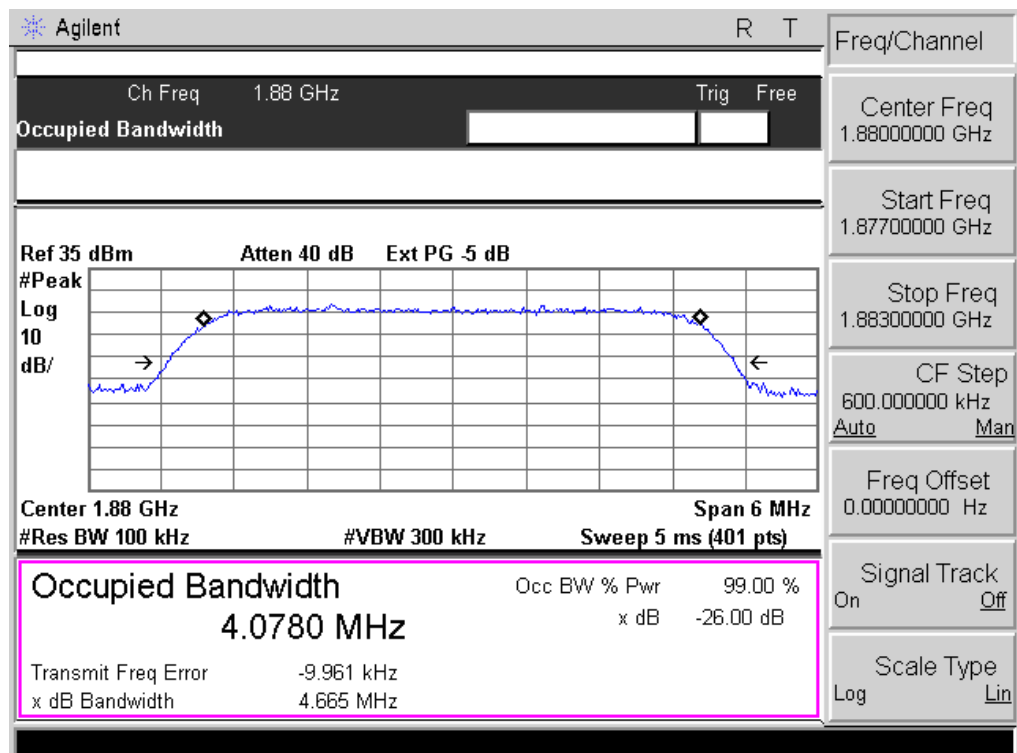 Agilent R T
Ch Freq 1.88 GHz Trig Free
Occupied Bandwidth
Ref 35 dBm Atten 40 dB Ext PG -5 dB
#Peak
Log
10
dB/
Center 1.88 GHz Span 6 MHz
#Res BW 100 kHz #VBW 300 kHz Sweep 5 ms (401 pts)
Occupied Bandwidth Occ BW % Pwr 99.00 %
4.0780 MHz x dB -26.00 dB
Transmit Freq Error -9.961 kHz
x dB Bandwidth 4.665 MHz
Freq/Channel
Center Freq
1.88000000 GHz
Start Freq
1.87700000 GHz
Stop Freq
1.88300000 GHz
CF Step
600.000000 kHz
Auto Man
Freq Offset
0.00000000 Hz
Signal Track
On Off
Scale Type
Log Lin